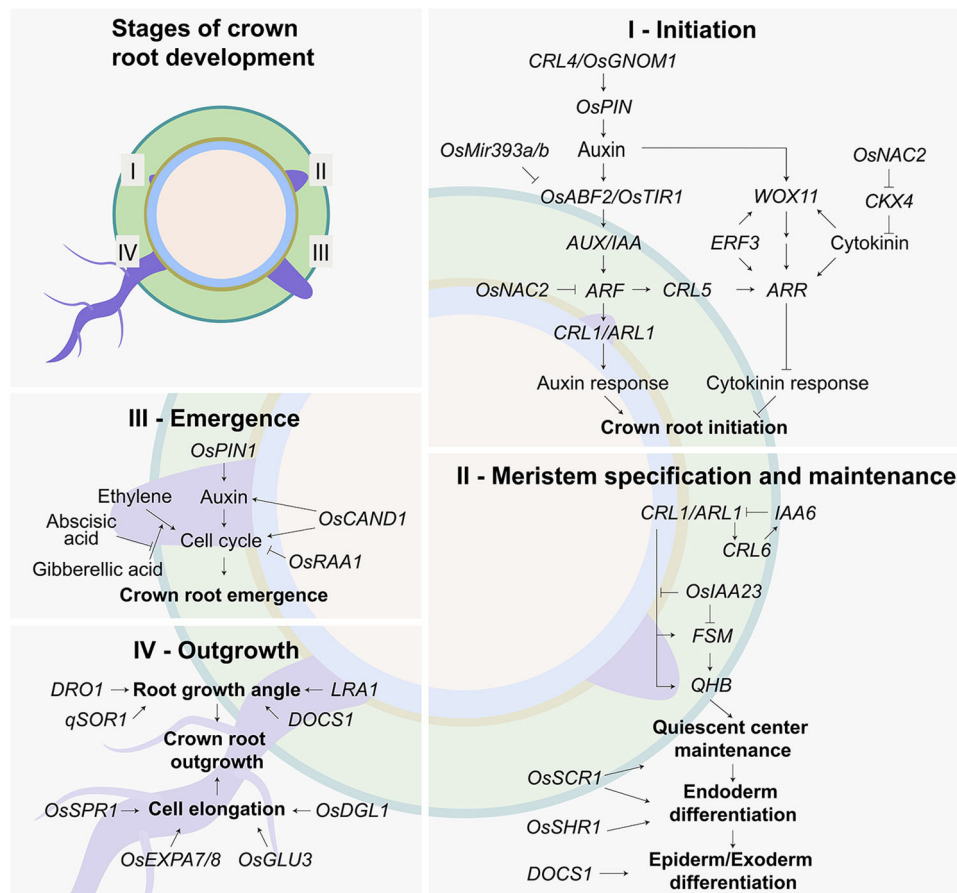 Stages of crown
root development
I
II
IV
III
I - Initiation
CRL4/OsGNOM1
OsPIN
OsMir393a/b
Auxin
OsNAC2
OsABF2/OsTIR1
WOX11
CKX4
AUX/IAA
ERF3
Cytokinin
OsNAC2
ARF
CRL5
ARR
CRL1/ARL1
Auxin response
Cytokinin response
Crown root initiation
III - Emergence
OsPIN1
Ethylene
Auxin
Abscisic
acid
OsCAND1
Cell cycle
Gibberellic acid
OsRAA1
Crown root emergence
II - Meristem specification and maintenance
CRL1/ARL1
IAA6
CRL6
OsIAA23
FSM
QHB
Quiescent center
maintenance
OsSCR1
Endoderm
differentiation
OsSHR1
DOCS1
Epiderm/Exoderm
differentiation
IV - Outgrowth
DRO1
Root growth angle
LRA1
qSOR1
DOCS1
Crown root
outgrowth
OsSPR1
Cell elongation
OsDGL1
OsEXPA7/8
OsGLU3